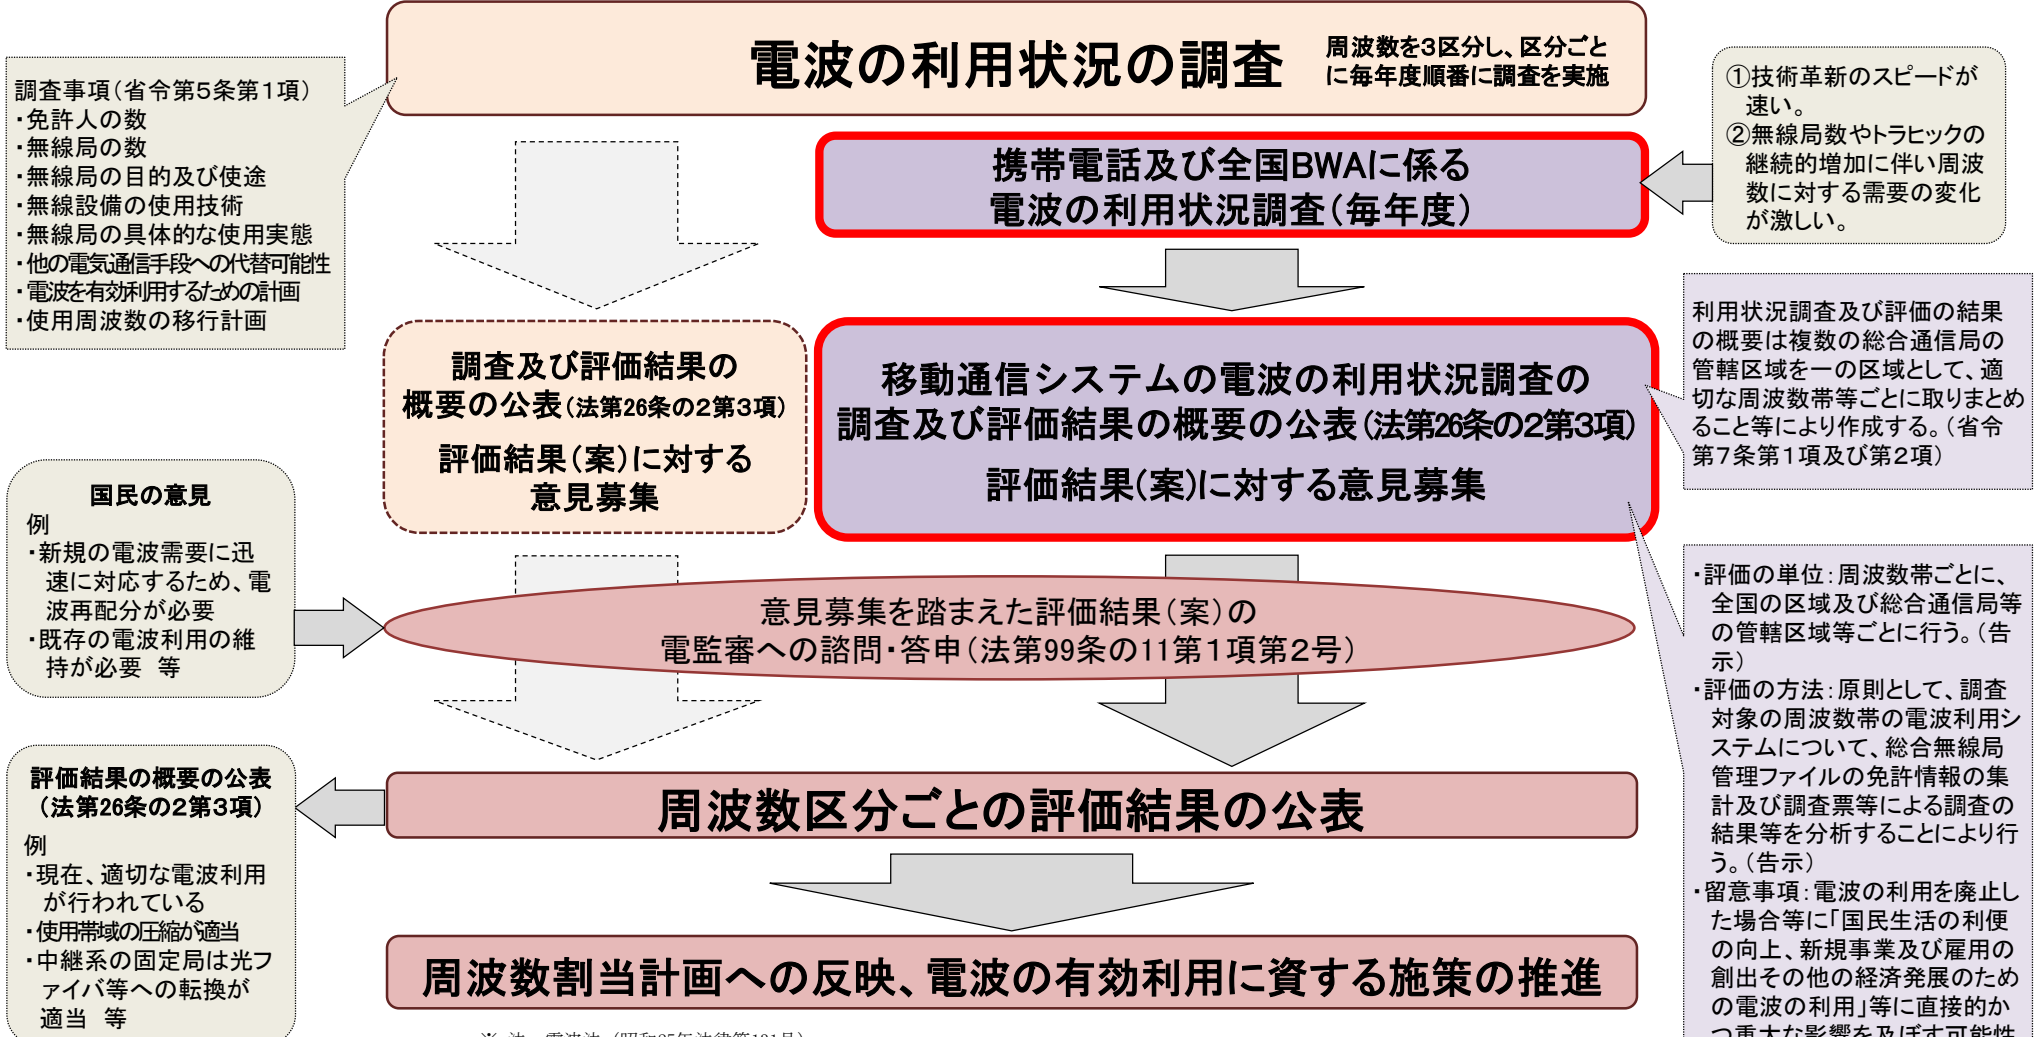 電波の利用状況の調査
周波数を3区分し、区分ごと
に毎年度順番に調査を実施
調査事項（省令第５条第１項）
・免許人の数
・無線局の数
・無線局の目的及び使途
・無線設備の使用技術
・無線局の具体的な使用実態
・他の電気通信手段への代替可能性
・電波を有効利用するための計画
・使用周波数の移行計画
携帯電話及び全国BWAに係る
電波の利用状況調査（毎年度）
①技術革新のスピードが
速い。
②無線局数やトラヒックの
継続的増加に伴い周波
数に対する需要の変化
が激しい。
調査及び評価結果の
概要の公表（法第26条の２第３項）
評価結果（案）に対する
意見募集
移動通信システムの電波の利用状況調査の
調査及び評価結果の概要の公表（法第26条の２第３項）
評価結果(案)に対する意見募集
利用状況調査及び評価の結果
の概要は複数の総合通信局の
管轄区域を一の区域として、適
切な周波数帯等ごとに取りまとめ
ること等により作成する。（省令
第７条第１項及び第２項）
国民の意見
例
・新規の電波需要に迅
速に対応するため、電
波再配分が必要
・既存の電波利用の維
持が必要　等
意見募集を踏まえた評価結果（案）の
電監審への諮問・答申（法第99条の11第１項第２号）
・評価の単位：周波数帯ごとに、
全国の区域及び総合通信局等
の管轄区域等ごとに行う。（告
示）
・評価の方法：原則として、調査
対象の周波数帯の電波利用シ
ステムについて、総合無線局
管理ファイルの免許情報の集
計及び調査票等による調査の
結果等を分析することにより行
う。（告示）
・留意事項：電波の利用を廃止し
た場合等に「国民生活の利便
の向上、新規事業及び雇用の
創出その他の経済発展のため
の電波の利用」等に直接的か
つ重大な影響を及ぼす可能性
評価結果の概要の公表
（法第26条の２第３項）
例
・現在、適切な電波利用
が行われている
・使用帯域の圧縮が適当
・中継系の固定局は光フ
ァイバ等への転換が
適当　等
周波数区分ごとの評価結果の公表
周波数割当計画への反映、電波の有効利用に資する施策の推進